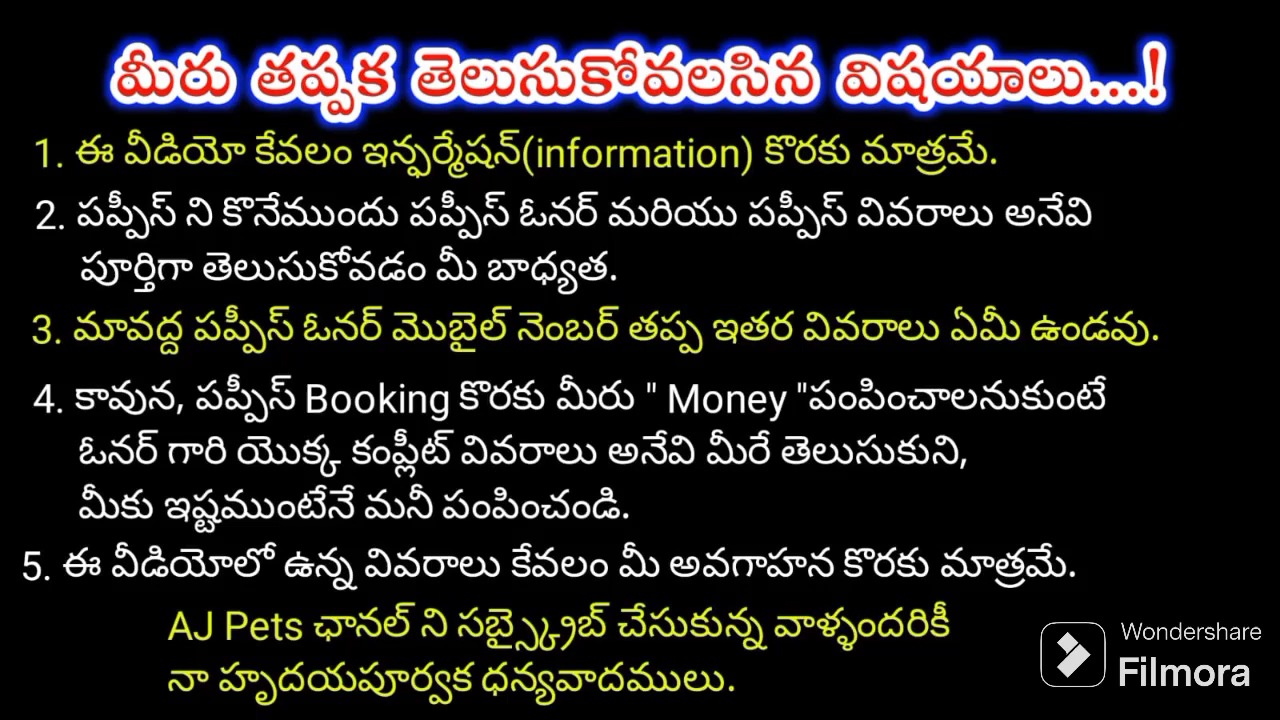 మీరు తప్పక తెలుసుకోవలసిన విషయాలు...!
1. ఈ వీడియో కేవలం ఇన్ఫర్మేషన్(information) కొరకు మాత్రమే.
2. పప్పీస్ ని కొనేముందు పప్పీస్ ఓనర్ మరియు పప్పీస్ వివరాలు అనేవి
పూర్తిగా తెలుసుకోవడం మీ బాధ్యత.
3. మావద్ద పప్పీస్ ఓనర్ మొబైల్ నెంబర్ తప్ప ఇతర వివరాలు ఏమీ ఉండవు.
4. కావున, పప్పీస్ Booking కొరకు మీరు " Money "పంపించాలనుకుంటే
ఓనర్ గారి యొక్క కంప్లీట్ వివరాలు అనేవి మీరే తెలుసుకుని,
మీకు ఇష్టముంటేనే మనీ పంపించండి.
5. ఈ వీడియోలో ఉన్న వివరాలు కేవలం మీ అవగాహన కొరకు మాత్రమే.
AJ Pets ఛానల్ ని సబ్స్క్రైబ్ చేసుకున్న వాళ్ళందరికీ
నా హృదయపూర్వక ధన్యవాదములు.
Wondershare
Filmora